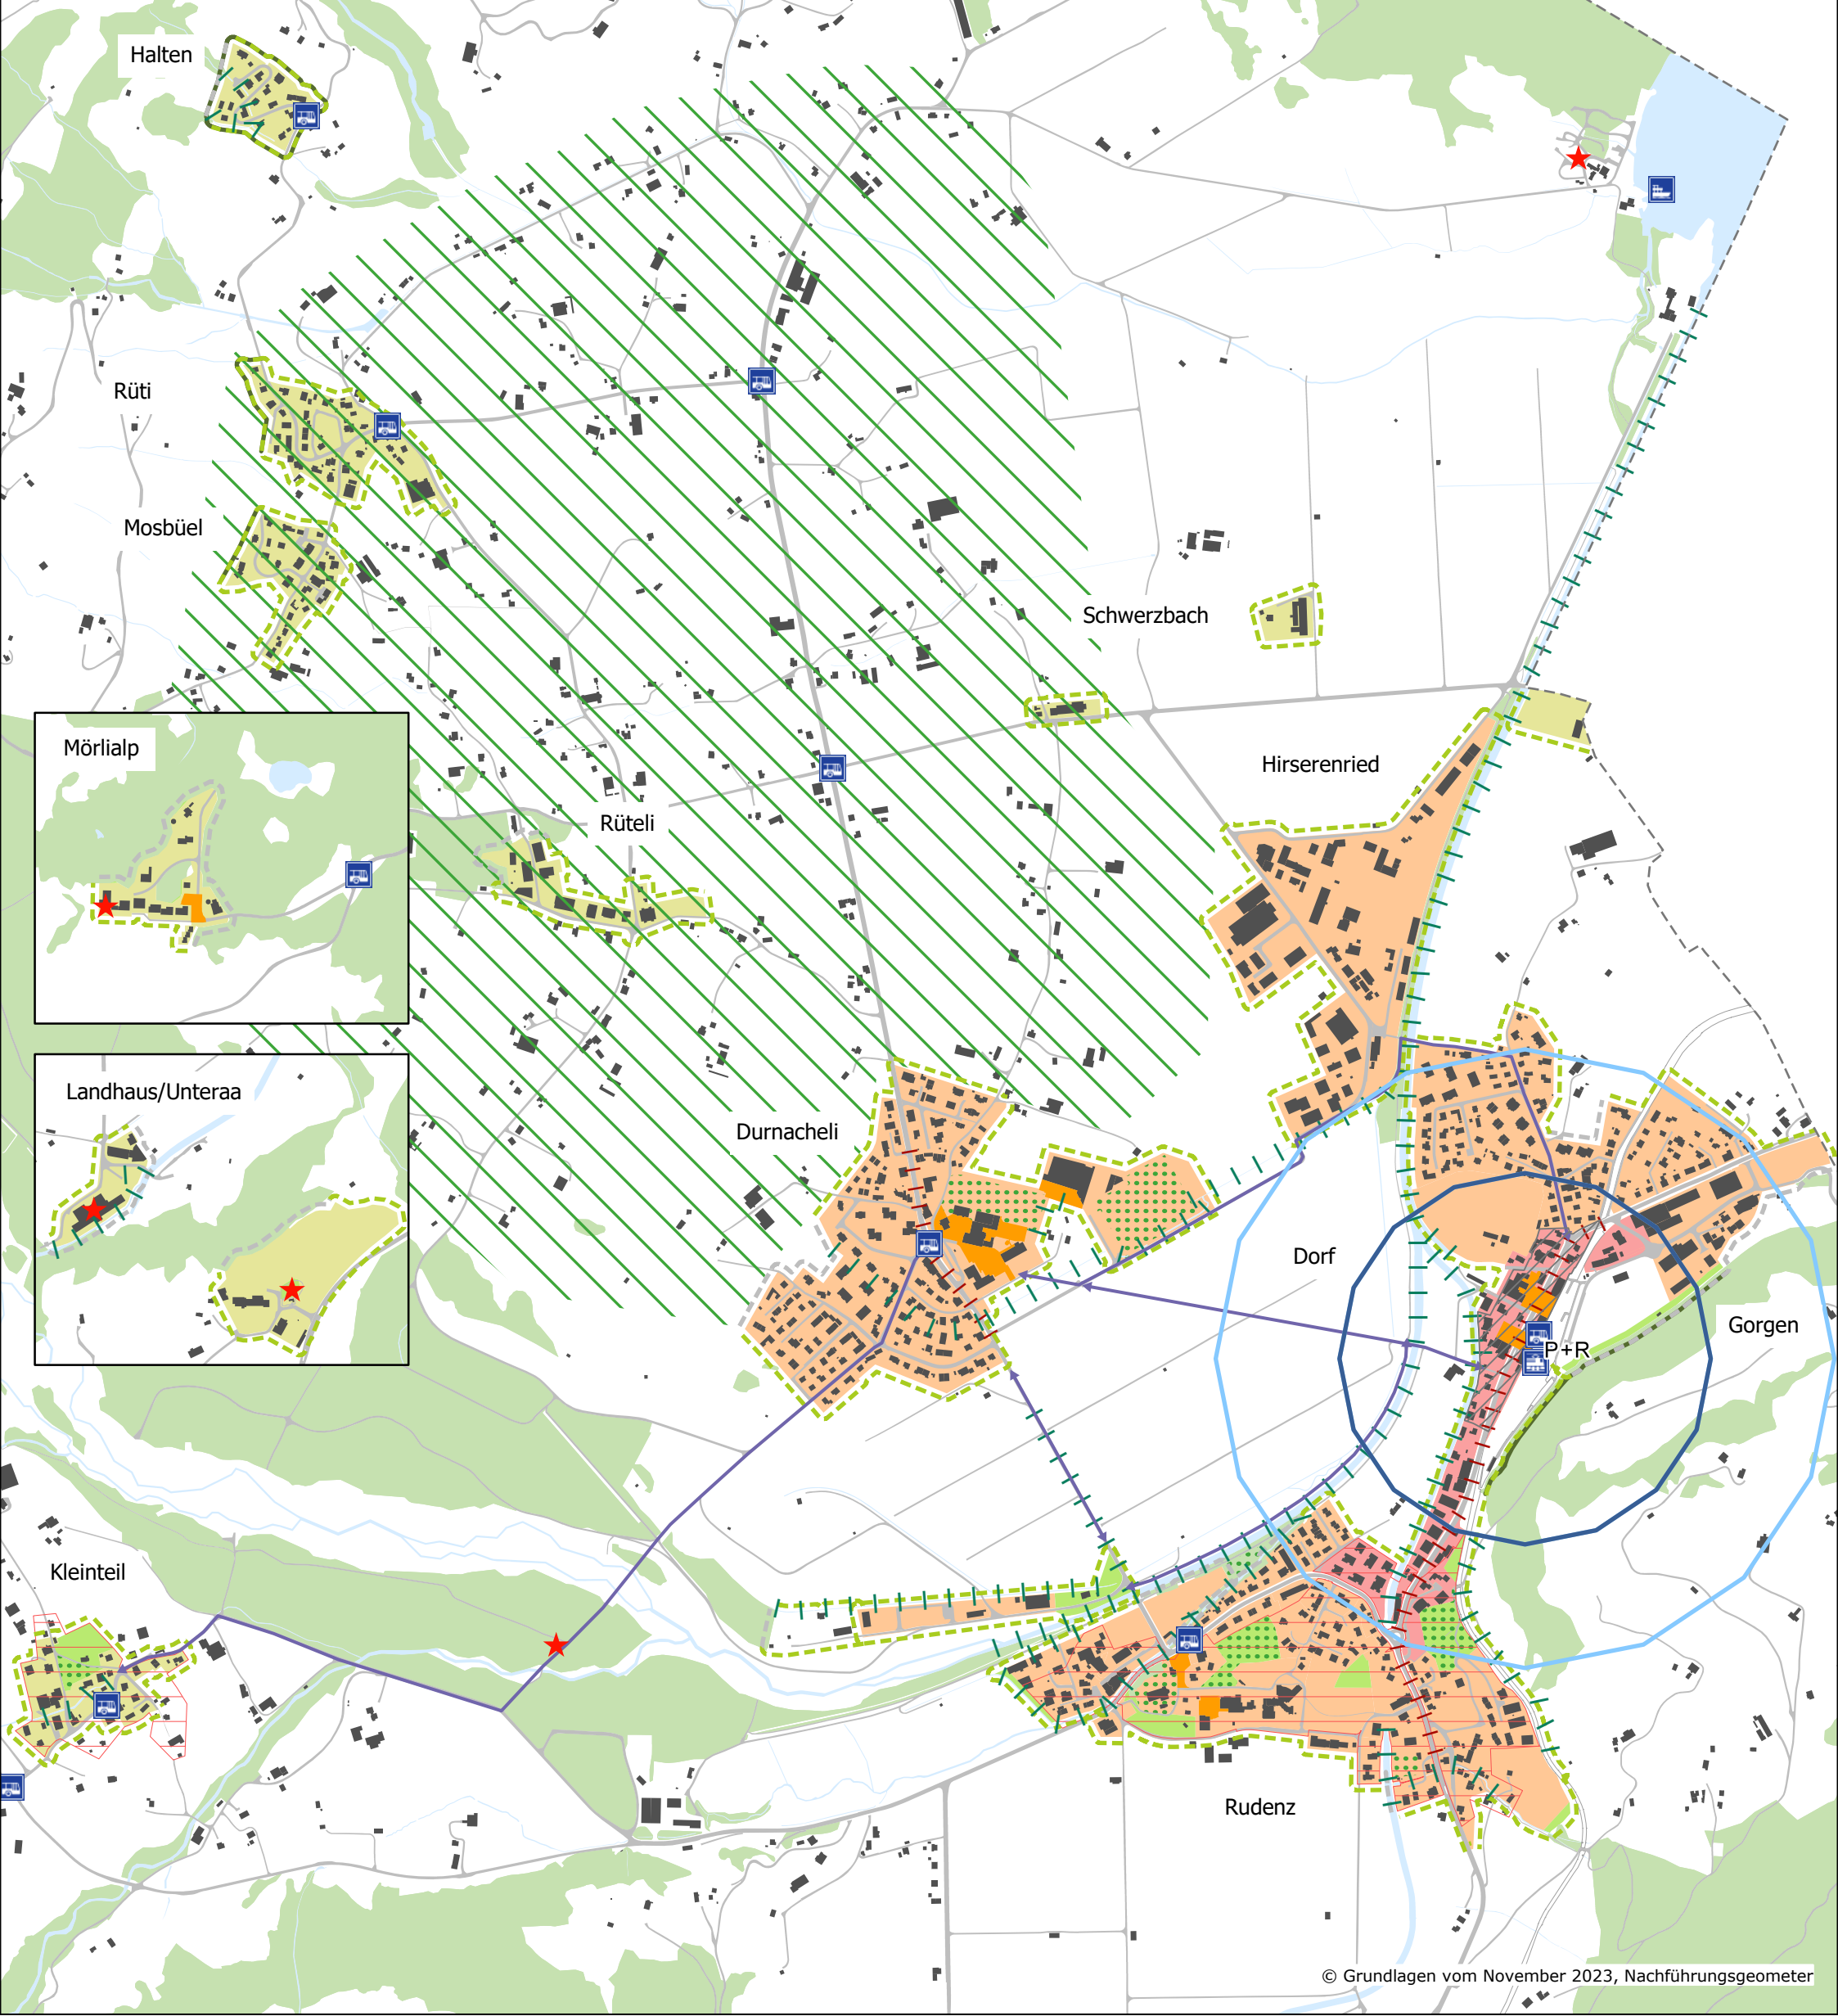 Halten
Rüti
Mosbüel
Schwerzbach
Mörlialp
Hirserenried
Rüteli
Landhaus/Unteraa
Durnacheli
Dorf
Gorgen
P+R
Kleinteil
Rudenz
© Grundlagen vom November 2023, Nachführungsgeometer